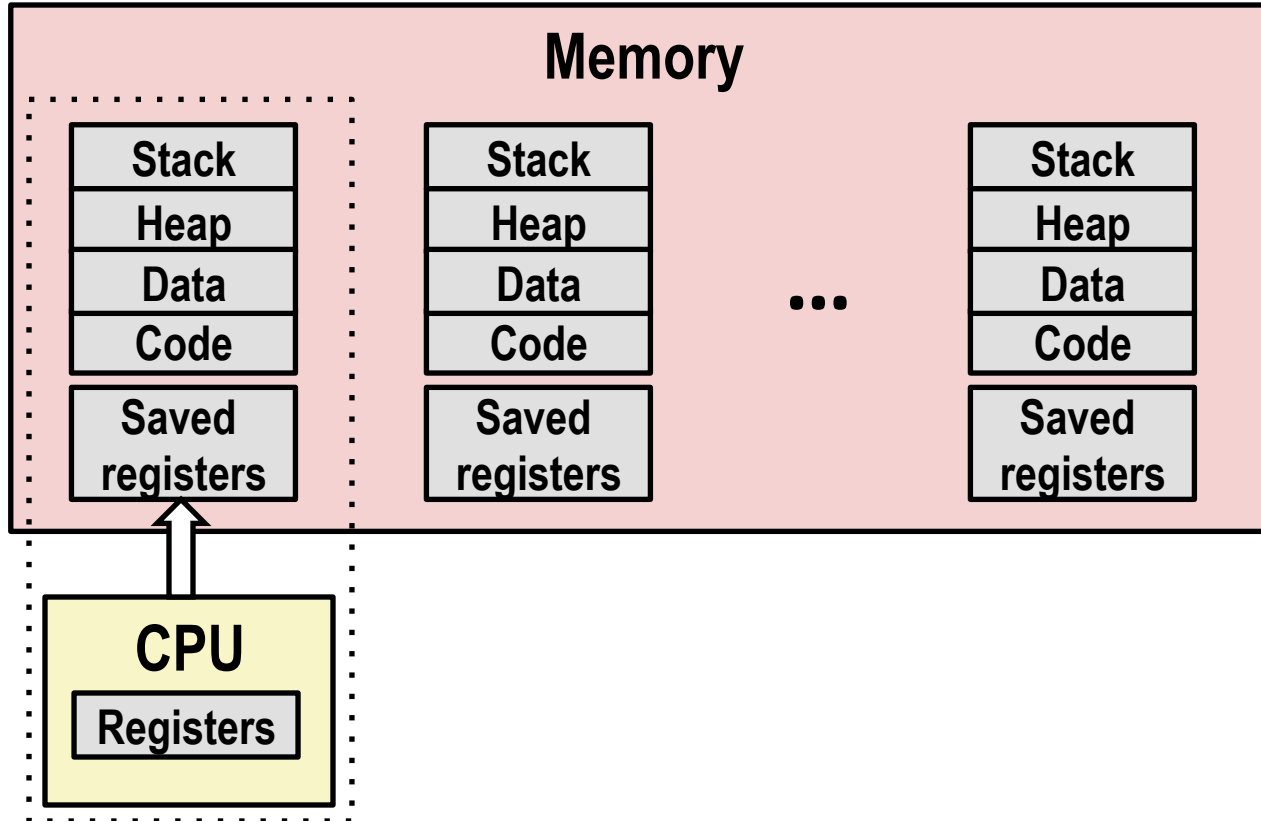 Memory
Stack
Heap
Data
Code
Saved
registers
Stack
Heap
Data
Code
Saved
registers
...
Stack
Heap
Data
Code
Saved
registers
CPU
Registers